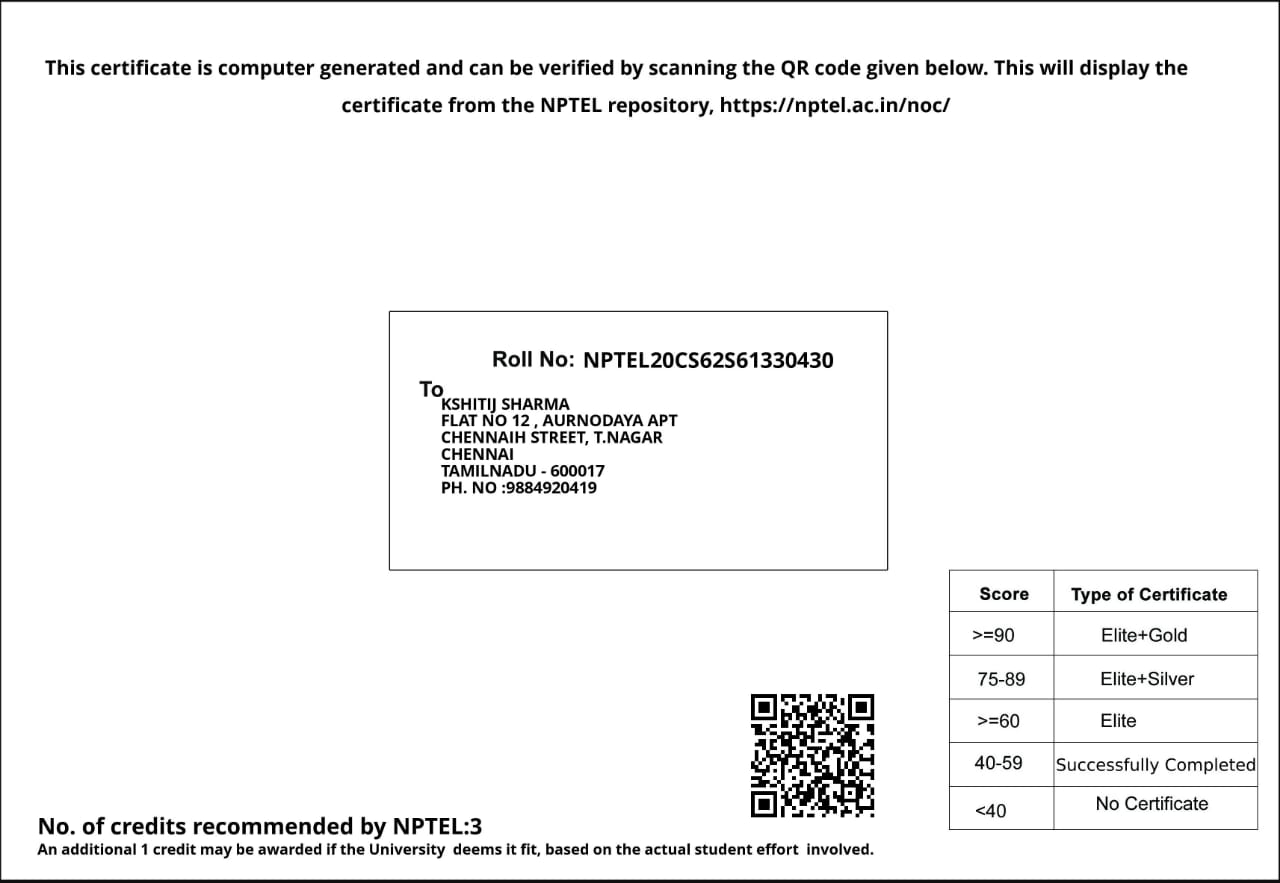 This certificate is computer generated and can be verified by scanning the QR code given below. This will display the
certificate from the NPTEL repository, https://nptel.ac.in/noc/
Roll No: NPTEL20CS62S61330430
To
KSHITIJ SHARMA
FLAT NO 12 , AURNODAYA APT
CHENNAIH STREET, T.NAGAR
CHENNAI
TAMILNADU - 600017
PH. NO :9884920419
Score Type of Certificate
>=90 Elite+Gold
75-89 Elite+Silver
>=60 Elite
40-59 Successfully Completed
<40 No Certificate
No. of credits recommended by NPTEL:3
An additional 1 credit may be awarded if the University deems it fit, based on the actual student effort involved.